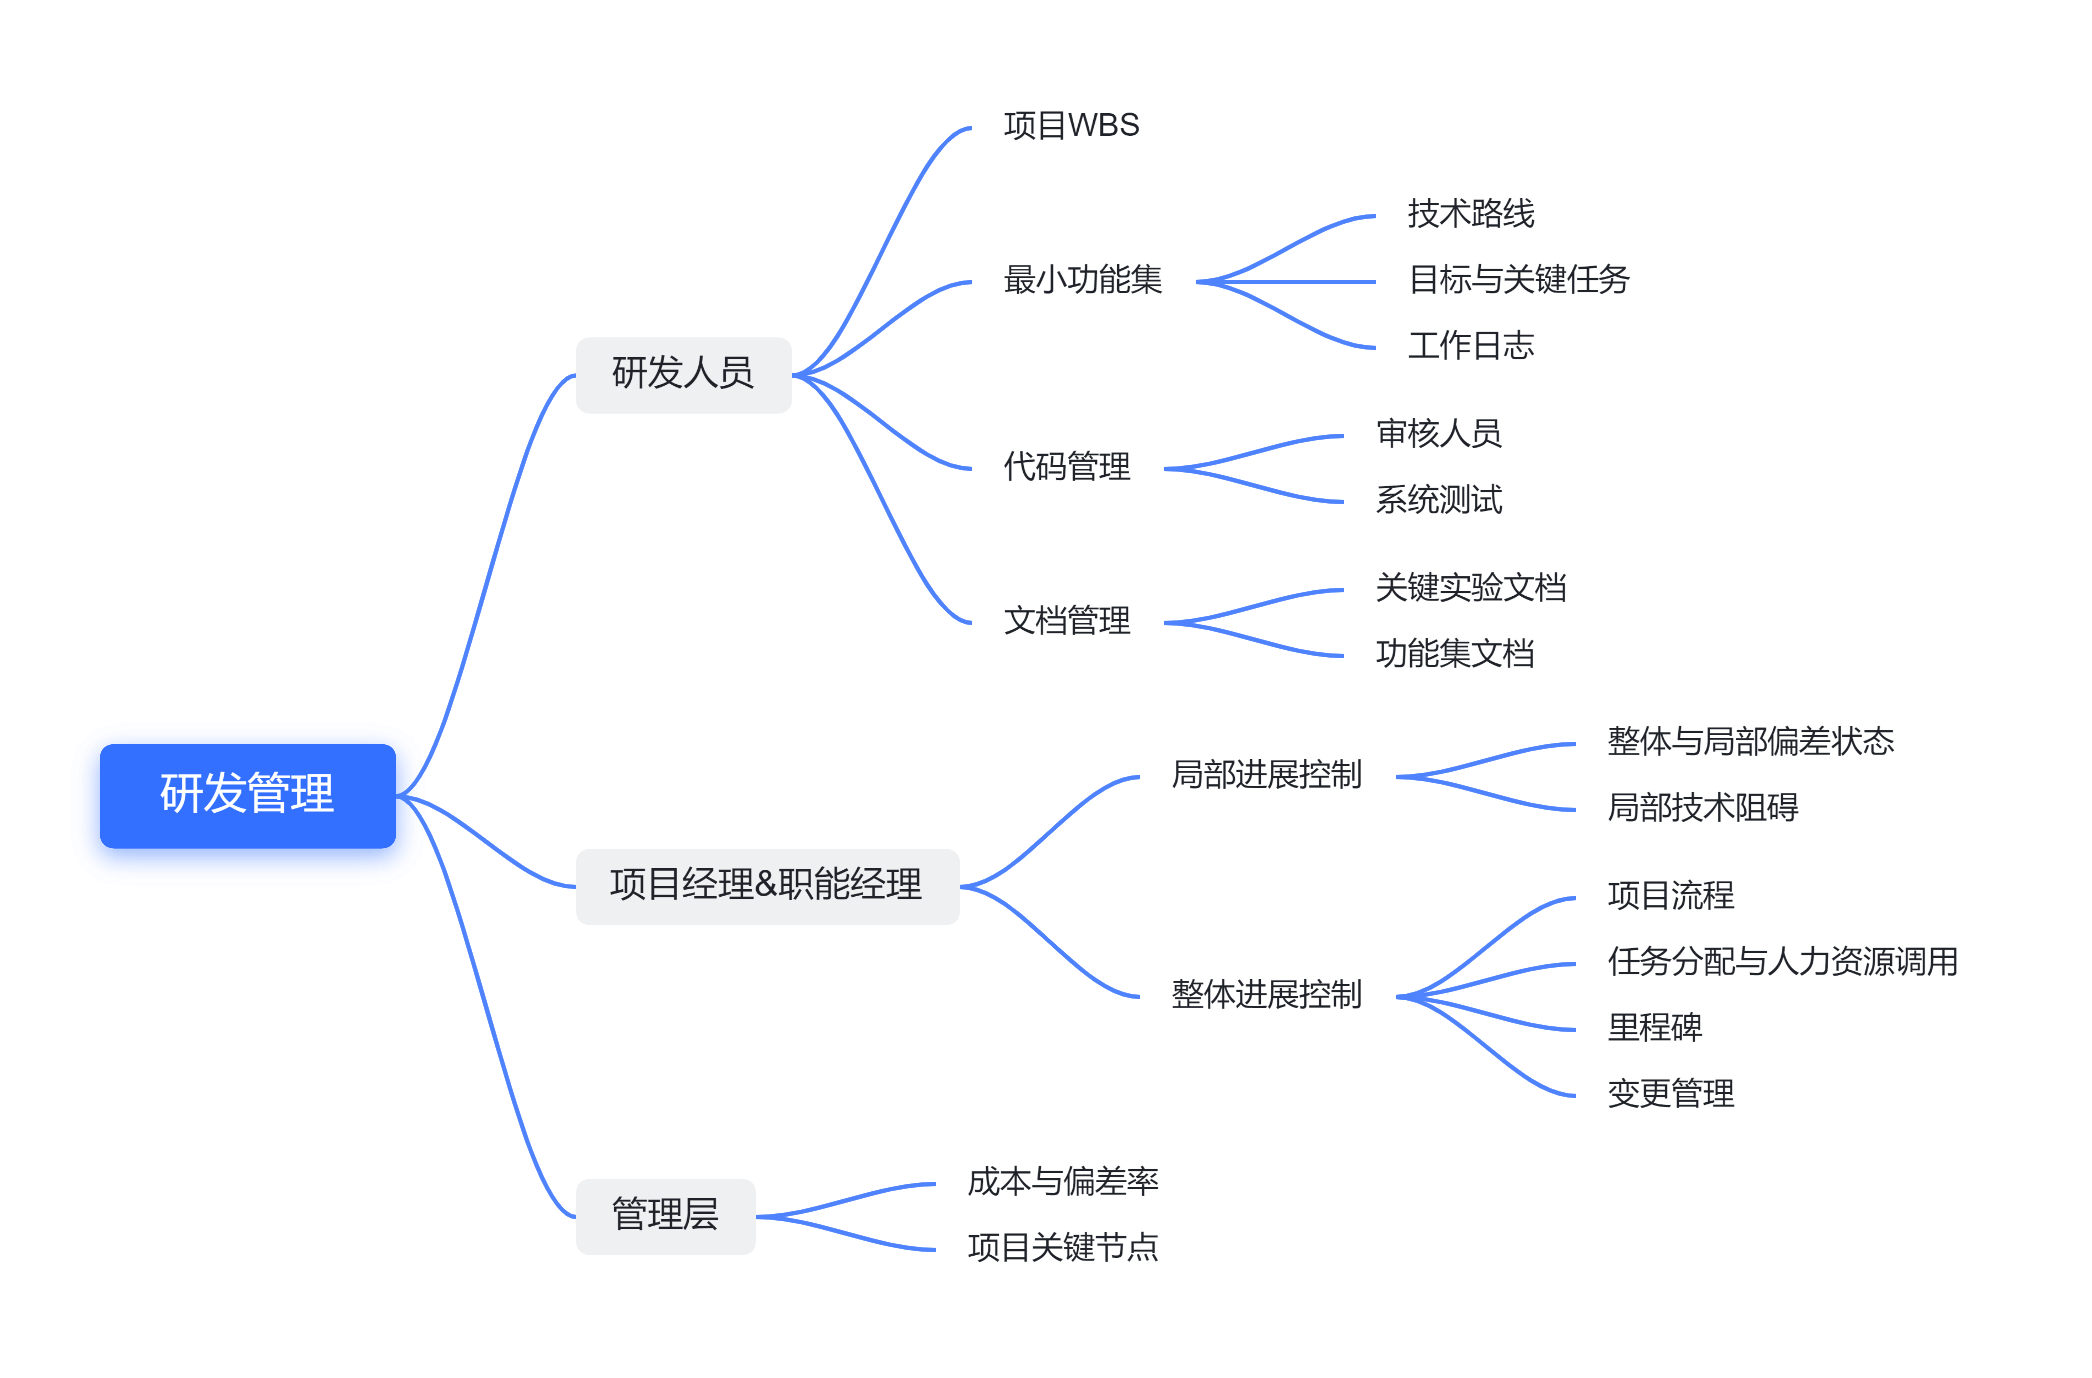 研发管理
研发人员
项目WBS
最小功能集
技术路线
目标与关键任务
工作日志
代码管理
审核人员
系统测试
文档管理
关键实验文档
功能集文档
项目经理&职能经理
局部进展控制
整体与局部偏差状态
局部技术阻碍
整体进展控制
项目流程
任务分配与人力资源调用
里程碑
变更管理
管理层
成本与偏差率
项目关键节点